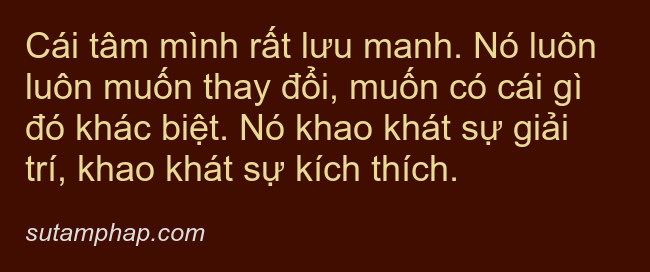 Cái tâm mình rất lưu manh. Nó luôn
luôn muốn thay đổi, muốn có cái gì
đó khác biệt. Nó khao khát sự giải
trí, khao khát sự kích thích.
sutamphap.com